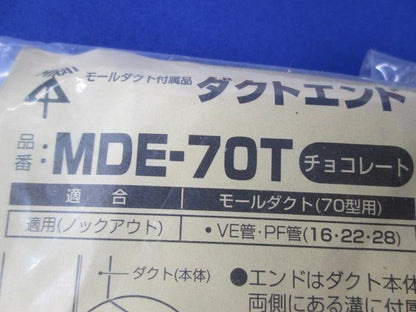 モールダクト付属品 ダクトエンド
品番: MDE-70T チョコレート
適 合 モールダクト(70型用)
適用(ノックアウト) ・VE管・PF管(16・22・28)
ダクト(本体)
●エンドはダクト本体
両側にある溝に付属